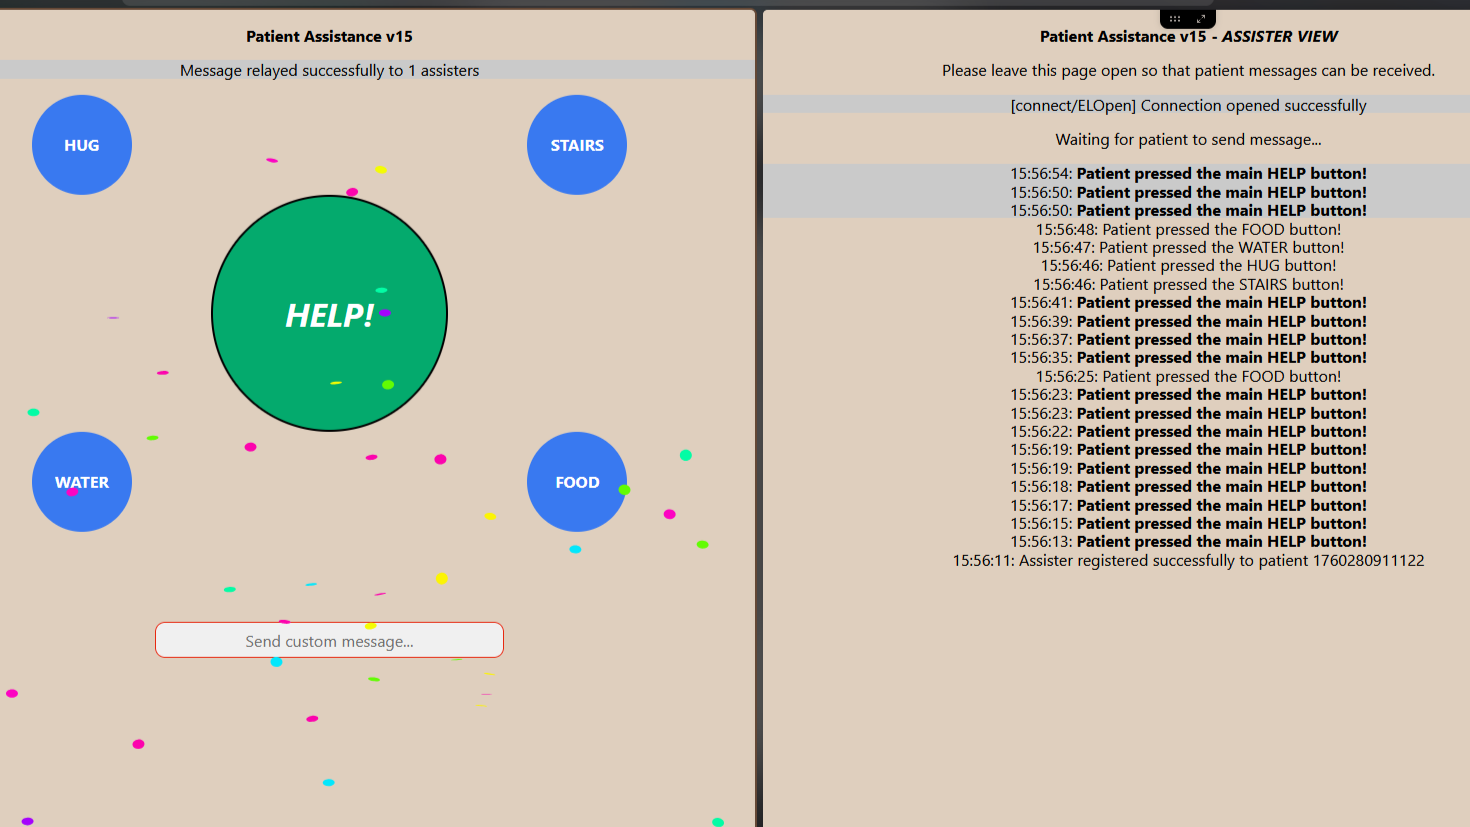 Patient Assistance v15
Message relayed successfully to 1 assisters
HUG
STAIRS
HELP!
WATER
FOOD
Send custom message...
Patient Assistance v15 - ASSISTER VIEW
Please leave this page open so that patient messages can be received.
[connect/ELOpen] Connection opened successfully
Waiting for patient to send message...
15:56:54: Patient pressed the main HELP button!
15:56:50: Patient pressed the main HELP button!
15:56:50: Patient pressed the main HELP button!
15:56:48: Patient pressed the FOOD button!
15:56:47: Patient pressed the WATER button!
15:56:46: Patient pressed the HUG button!
15:56:46: Patient pressed the STAIRS button!
15:56:41: Patient pressed the main HELP button!
15:56:39: Patient pressed the main HELP button!
15:56:37: Patient pressed the main HELP button!
15:56:35: Patient pressed the main HELP button!
15:56:25: Patient pressed the FOOD button!
15:56:23: Patient pressed the main HELP button!
15:56:23: Patient pressed the main HELP button!
15:56:22: Patient pressed the main HELP button!
15:56:19: Patient pressed the main HELP button!
15:56:19: Patient pressed the main HELP button!
15:56:18: Patient pressed the main HELP button!
15:56:17: Patient pressed the main HELP button!
15:56:15: Patient pressed the main HELP button!
15:56:13: Patient pressed the main HELP button!
15:56:11: Assister registered successfully to patient 1760280911122